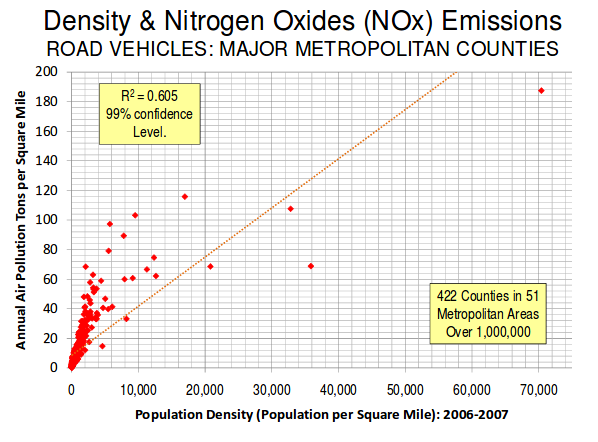 Density & Nitrogen Oxides (NOx) Emissions
ROAD VEHICLES: MAJOR METROPOLITAN COUNTIES
Annual Air Pollution Tons per Square Mile
200
180
160
140
120
100
80
60
40
20
0
R2 = 0.605
99% confidence
Level.
422 Counties in 51
Metropolitan Areas
Over 1,000,000
0
10,000
20,000
30,000
40,000
50,000
60,000
70,000
Population Density (Population per Square Mile): 2006-2007